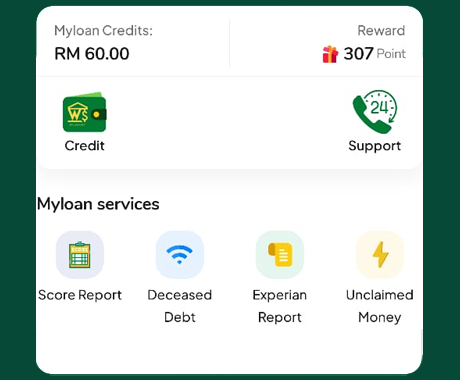 Myloan Credits:
Reward
RM 60.00
307 Point
24
W$
Credit
Support
Myloan services
SCORE
Score Report
Deceased
Debt
Experian
Report
Unclaimed
Money